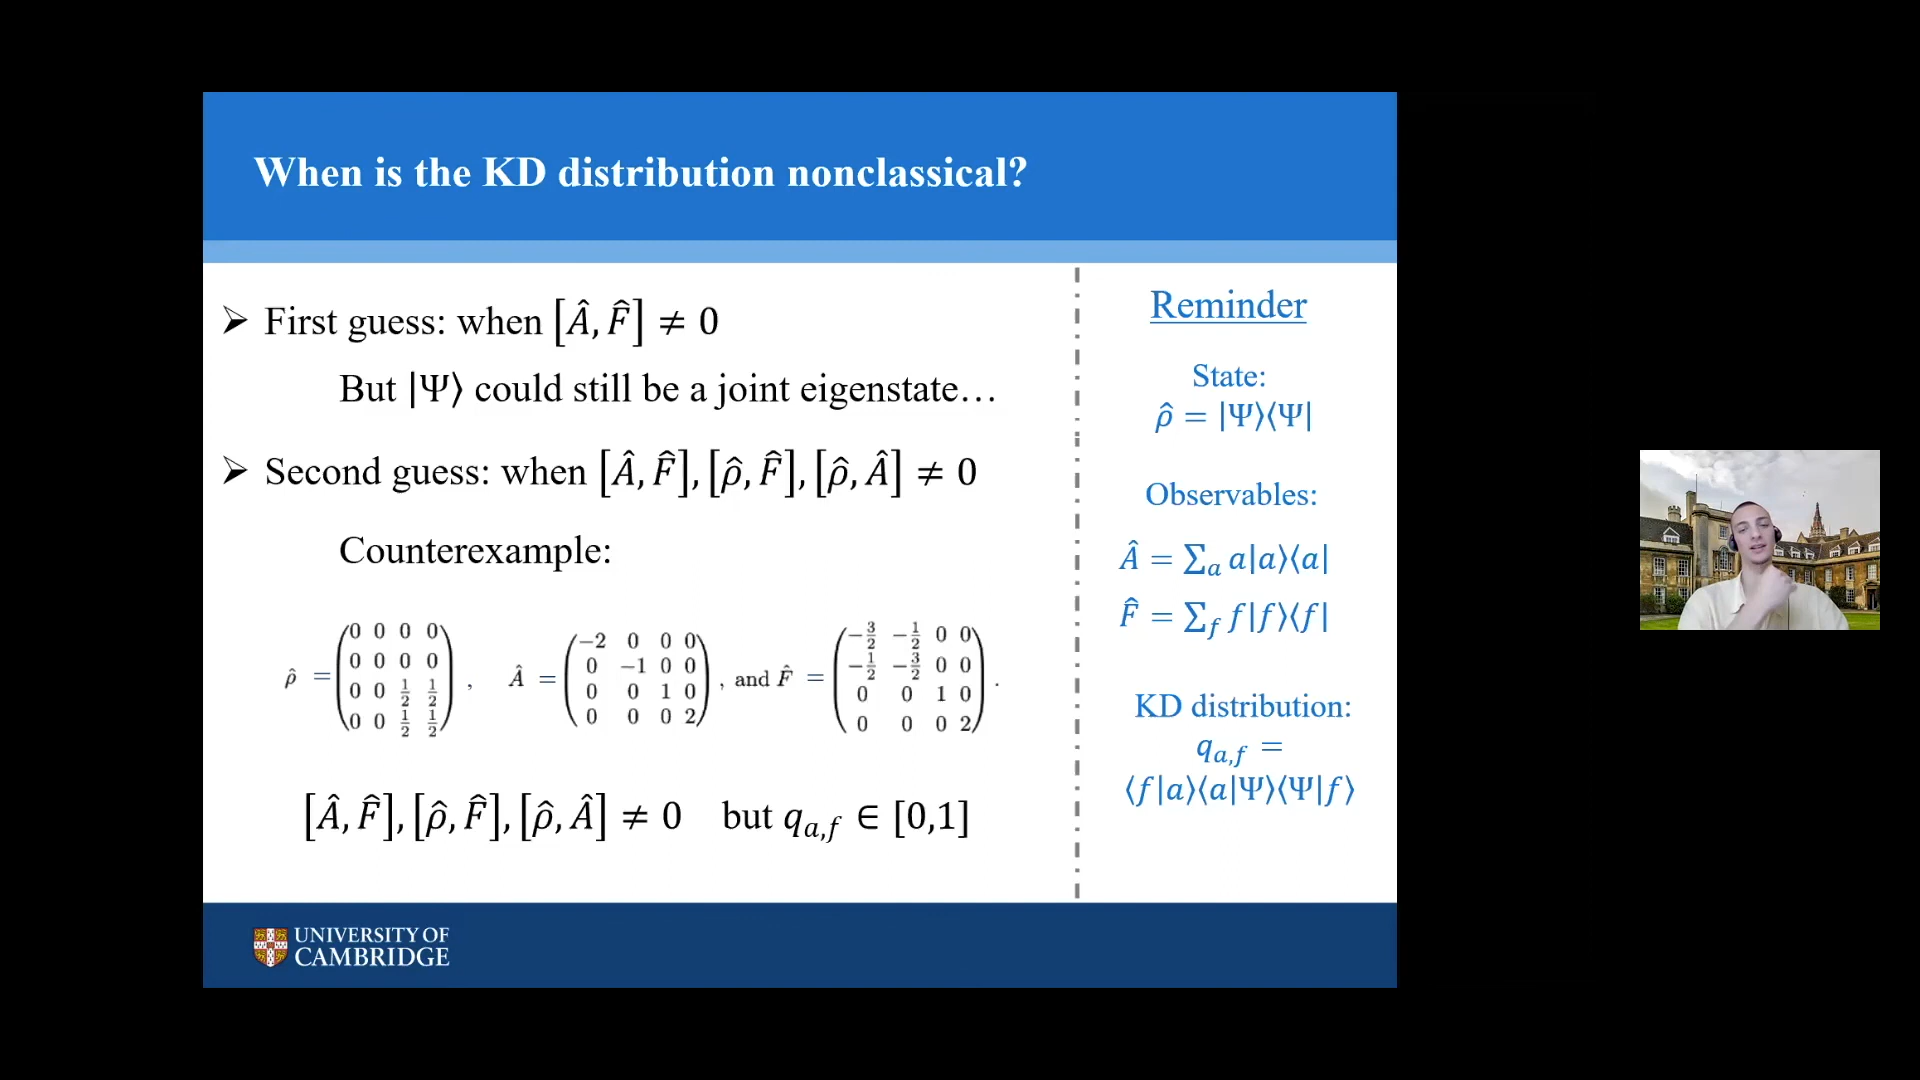 When is the KD distribution nonclassical?
➢ First guess: when [Â, F̂] ≠ 0
But |Ψ⟩ could still be a joint eigenstate…
➢ Second guess: when [Â, F̂], [ρ̂, F̂], [ρ̂, Â] ≠ 0
Counterexample:
ρ̂ = (0 0 0 0; 0 0 0 0; 0 0 1/2 1/2; 0 0 1/2 1/2), Â = (−2 0 0 0; 0 −1 0 0; 0 0 1 0; 0 0 0 2), and F̂ = (−3/2 −1/2 0 0; −1/2 −3/2 0 0; 0 0 1 0; 0 0 0 2).
[Â, F̂], [ρ̂, F̂], [ρ̂, Â] ≠ 0 but q_{a,f} ∈ [0,1]
Reminder
State:
ρ̂ = |Ψ⟩⟨Ψ|
Observables:
Â = ∑_a a|a⟩⟨a|
F̂ = ∑_f f|f⟩⟨f|
KD distribution:
q_{a,f} =
⟨f|a⟩⟨a|Ψ⟩⟨Ψ|f⟩
UNIVERSITY OF
CAMBRIDGE